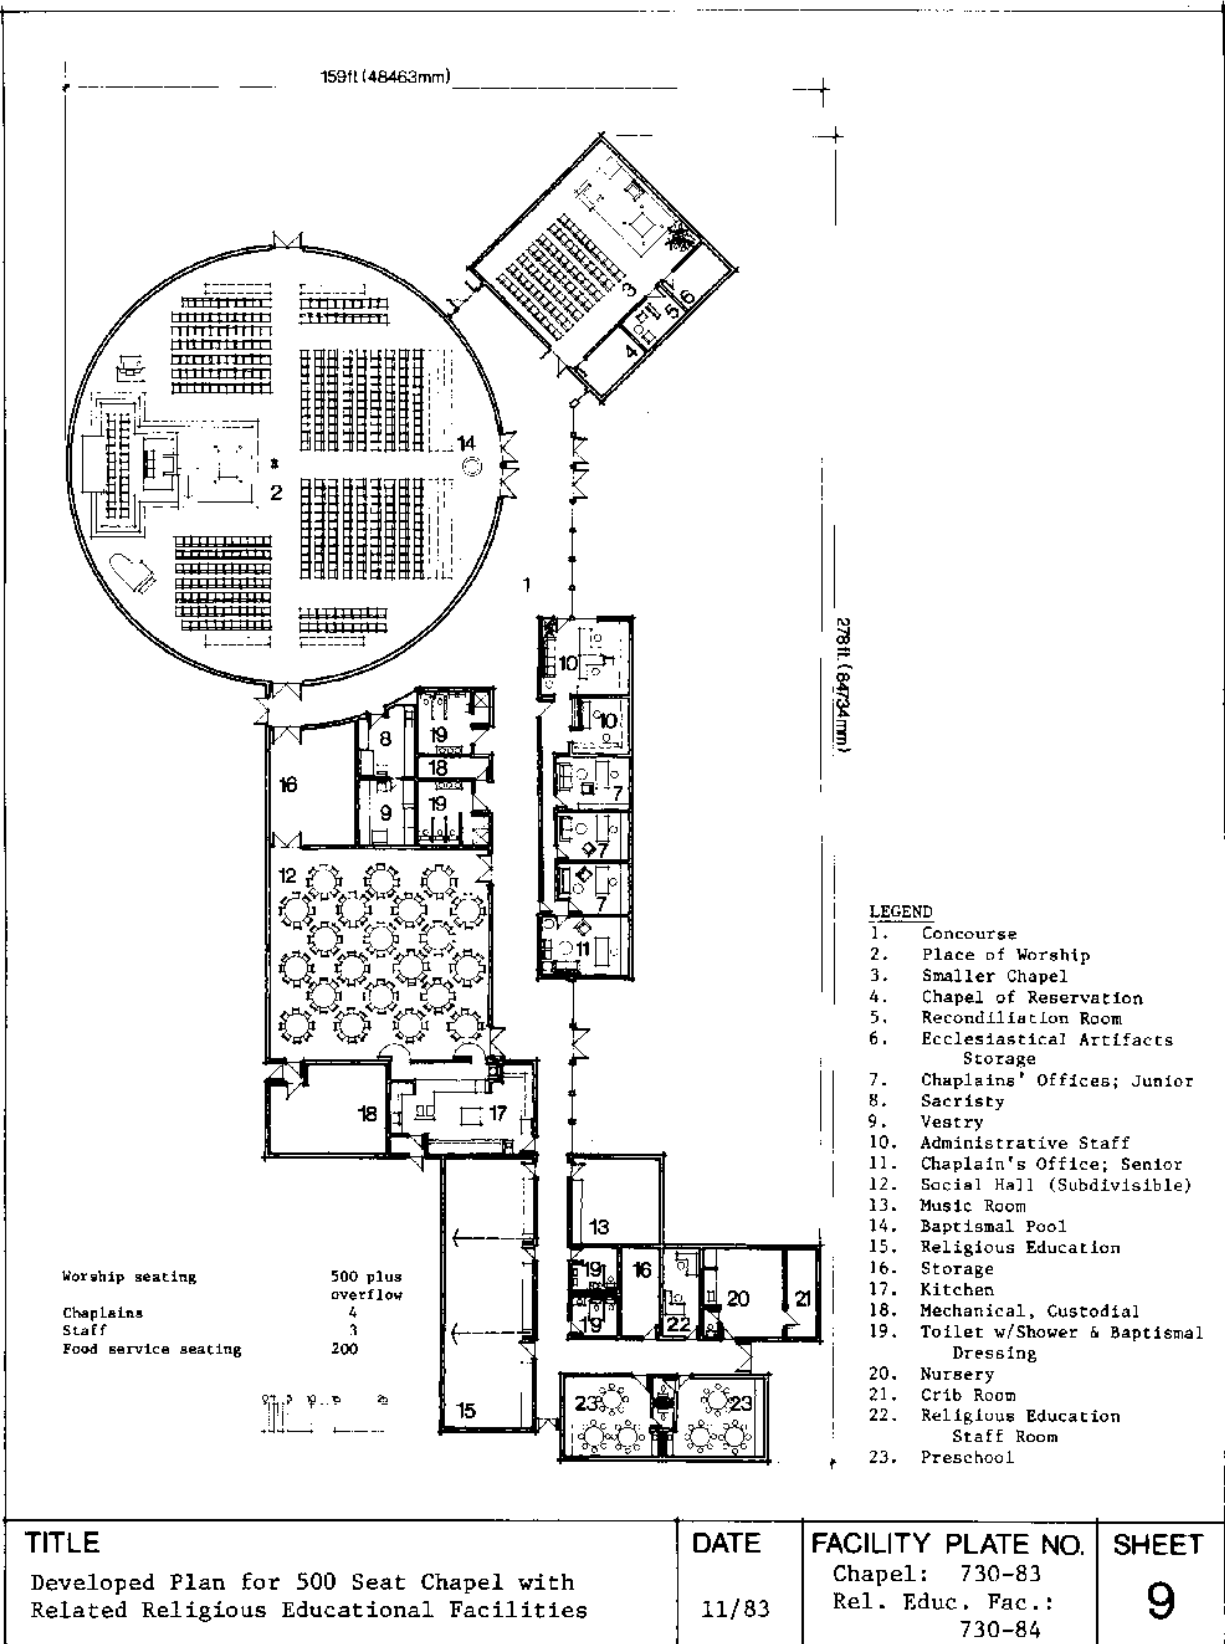 159ft (48463mm)
3
6
5
4
14
2
1
278ft. (84734mm)
10
10
8
19
18
16
9
19
7
7
7
12
11
18
17
13
19
16
20
21
19
22
15
23
23
LEGEND
1. Concourse
2. Place of Worship
3. Smaller Chapel
4. Chapel of Reservation
5. Recondiliation Room
6. Ecclesiastical Artifacts
Storage
7. Chaplains' Offices; Junior
8. Sacristy
9. Vestry
10. Administrative Staff
11. Chaplain's Office; Senior
12. Social Hall (Subdivisible)
13. Music Room
14. Baptismal Pool
15. Religious Education
16. Storage
17. Kitchen
18. Mechanical, Custodial
19. Toilet w/Shower & Baptismal
Dressing
20. Nursery
21. Crib Room
22. Religious Education
Staff Room
23. Preschool
Worship seating 500 plus
overflow
Chaplains 4
Staff 3
Food service seating 200
TITLE
Developed Plan for 500 Seat Chapel with
Related Religious Educational Facilities
DATE
11/83
FACILITY PLATE NO.
Chapel: 730-83
Rel. Educ. Fac.:
730-84
SHEET
9